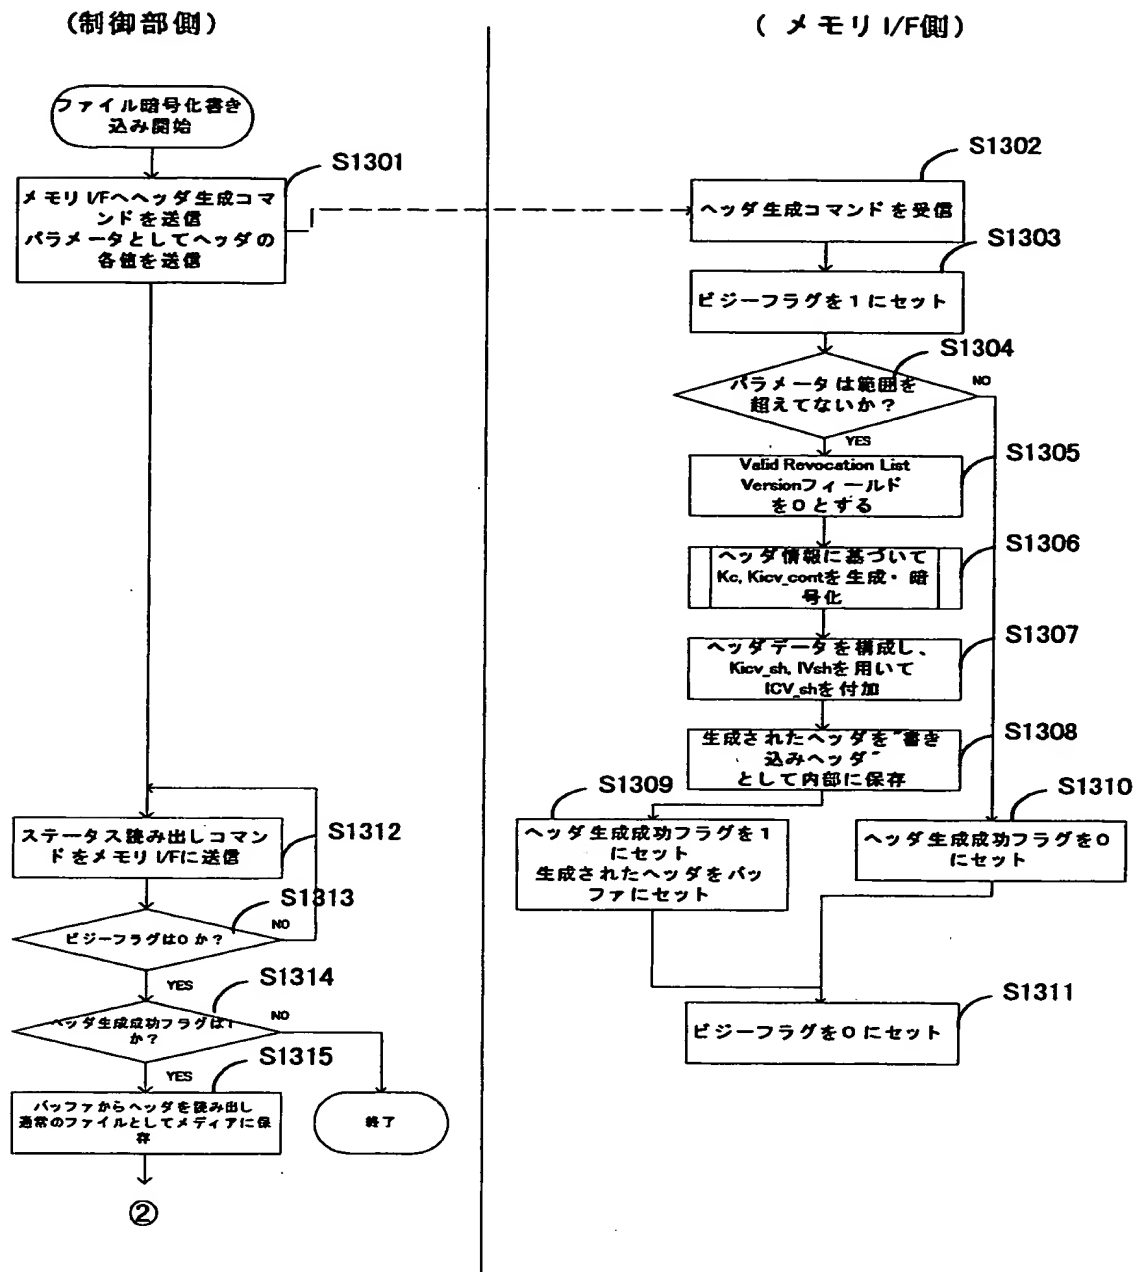 (制御部側)
(メモリI/F側)
ファイル暗号化書き
込み開始
S1301
メモリI/Fへヘッダ生成コマ
ンドを送信
パラメータとしてヘッダの
各値を送信
S1302
ヘッダ生成コマンドを受信
S1303
ビジーフラグを1にセット
S1304
パラメータは範囲を
超えてないか?
NO
YES
S1305
Valid Revocation List
Versionフィールド
を0とする
S1306
ヘッダ情報に基づいて
Kc, Kicv_contを生成・暗
号化
S1307
ヘッダデータを構成し、
Kicv_sh, IVshを用いて
ICV_shを付加
S1308
生成されたヘッダを"書き
込みヘッダ"
として内部に保存
S1309
ヘッダ生成成功フラグを1
にセット
生成されたヘッダをバッ
ファにセット
S1310
ヘッダ生成成功フラグを0
にセット
S1311
ビジーフラグを0にセット
S1312
ステータス読み出しコマン
ドをメモリI/Fに送信
S1313
ビジーフラグは0か?
NO
YES
S1314
ヘッダ生成成功フラグは1
か?
NO
YES
S1315
バッファからヘッダを読み出し
通常のファイルとしてメディアに保
存
終了
②